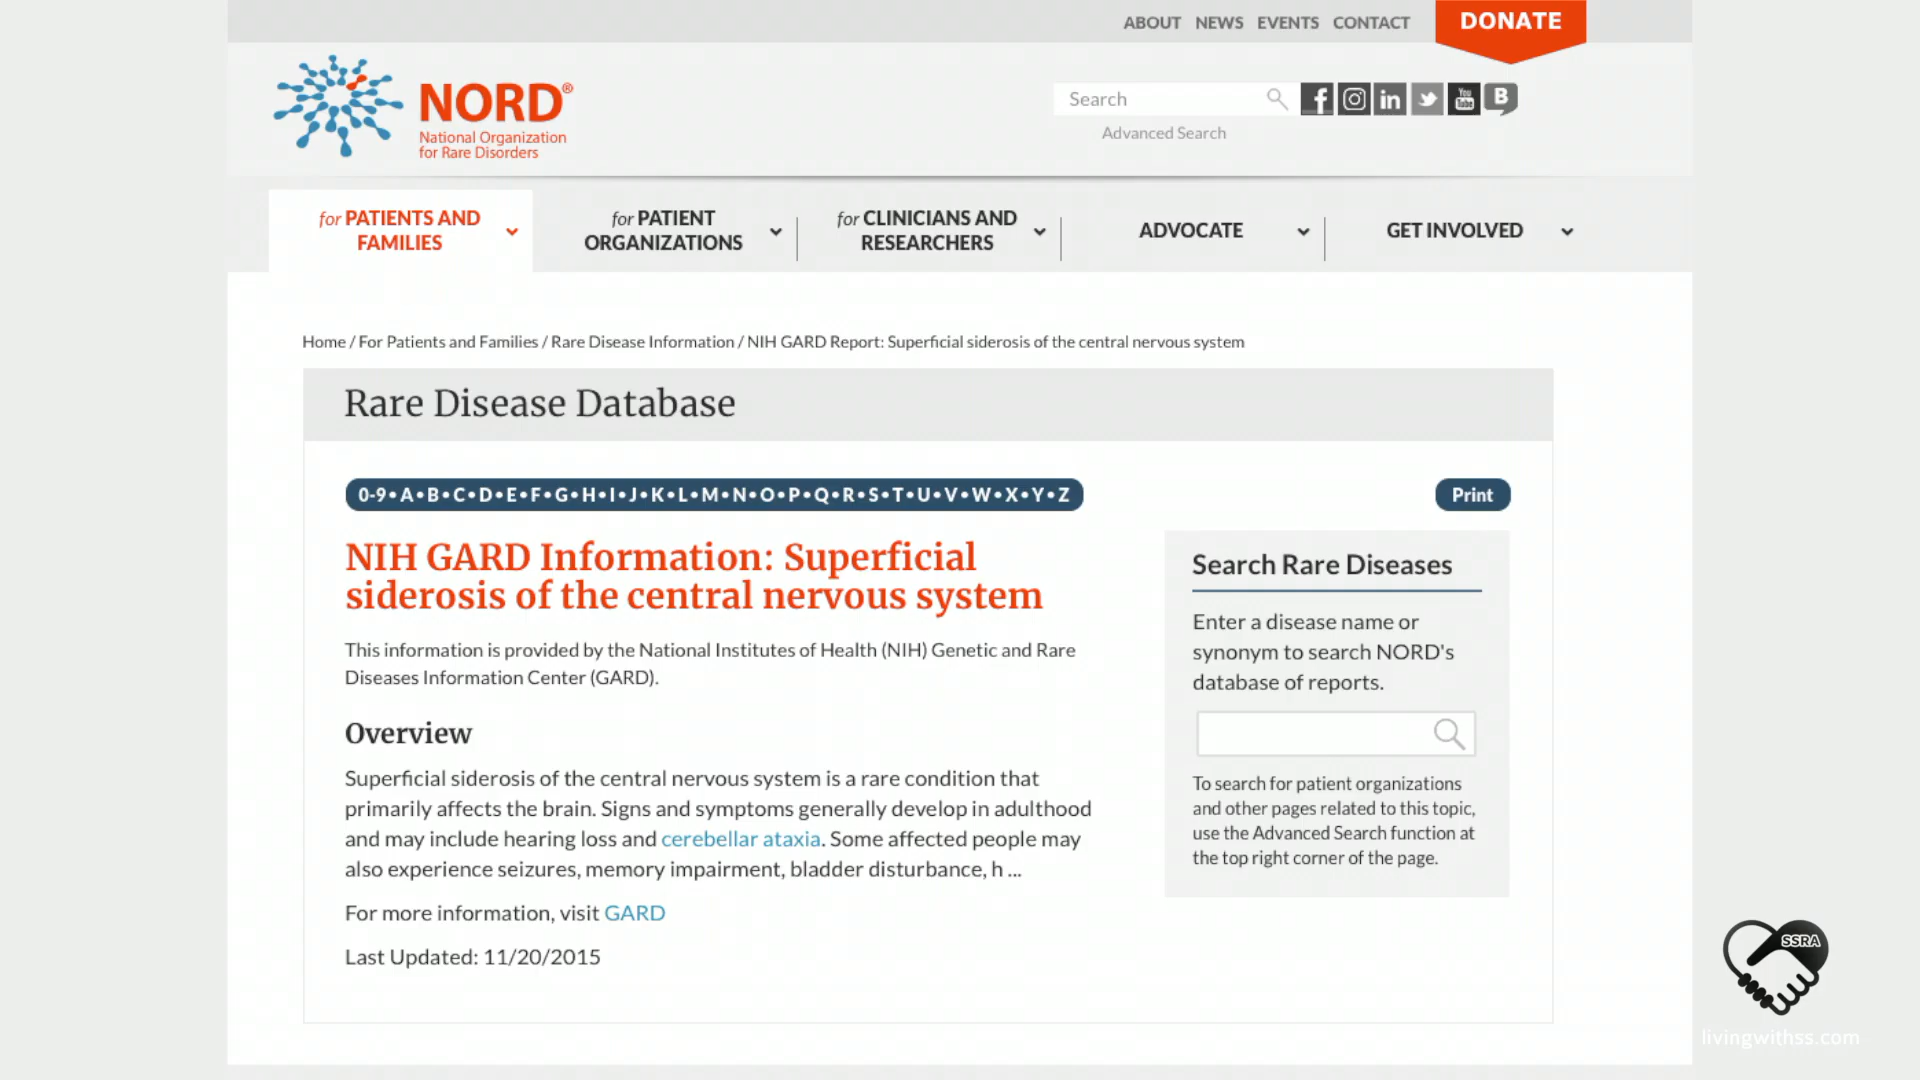 ABOUT NEWS EVENTS CONTACT DONATE
NORD®
National Organization
for Rare Disorders
Search
You Tube
B
Advanced Search
for PATIENTS AND FAMILIES
for PATIENT ORGANIZATIONS
for CLINICIANS AND RESEARCHERS
ADVOCATE
GET INVOLVED
Home / For Patients and Families / Rare Disease Information / NIH GARD Report: Superficial siderosis of the central nervous system
Rare Disease Database
0-9•A•B•C•D•E•F•G•H•I•J•K•L•M•N•O•P•Q•R•S•T•U•V•W•X•Y•Z
Print
NIH GARD Information: Superficial
siderosis of the central nervous system
This information is provided by the National Institutes of Health (NIH) Genetic and Rare
Diseases Information Center (GARD).
Overview
Superficial siderosis of the central nervous system is a rare condition that
primarily affects the brain. Signs and symptoms generally develop in adulthood
and may include hearing loss and cerebellar ataxia. Some affected people may
also experience seizures, memory impairment, bladder disturbance, h ...
For more information, visit GARD
Last Updated: 11/20/2015
Search Rare Diseases
Enter a disease name or
synonym to search NORD's
database of reports.
To search for patient organizations
and other pages related to this topic,
use the Advanced Search function at
the top right corner of the page.
SSRA
livingwithss.com